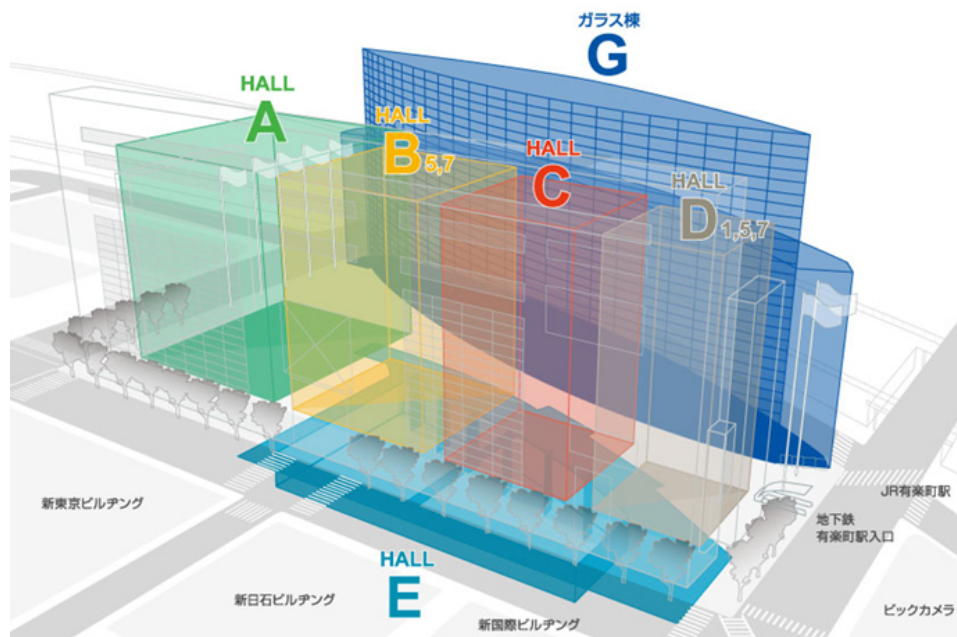 ガラス棟
G
HALL
A
HALL
B 5,7
HALL
C
HALL
D 1,5,7
JR有楽町駅
新東京ビルヂング
地下鉄
有楽町駅入口
HALL
E
新日石ビルヂング
ビックカメラ
新国際ビルヂング